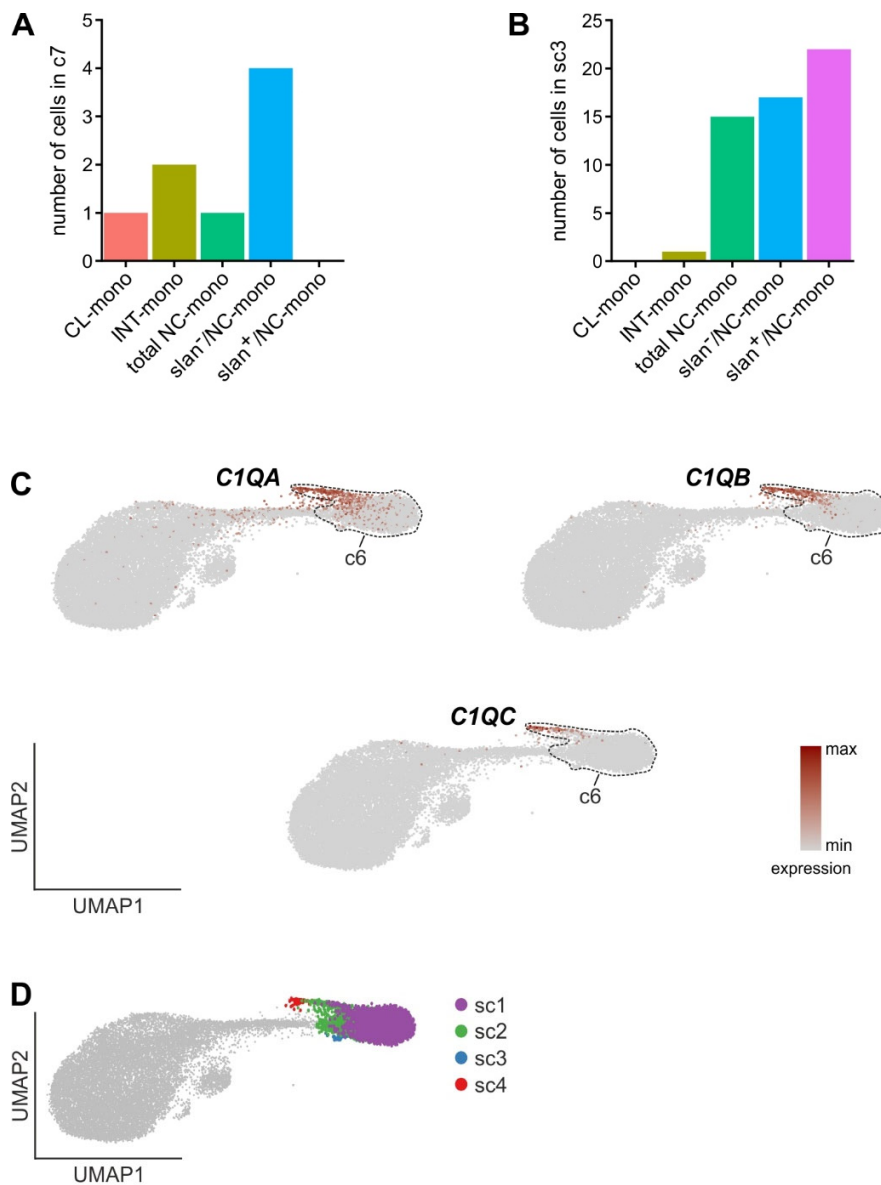 A
number of cells in c7
5
4
3
2
1
0
CL-mono
INT-mono
total NC-mono
slan⁻/NC-mono
slan⁺/NC-mono
B
number of cells in sc3
25
20
15
10
5
0
CL-mono
INT-mono
total NC-mono
slan⁻/NC-mono
slan⁺/NC-mono
C
C1QA
c6
C1QB
c6
C1QC
c6
UMAP2
UMAP1
max
min
expression
D
UMAP2
UMAP1
sc1
sc2
sc3
sc4